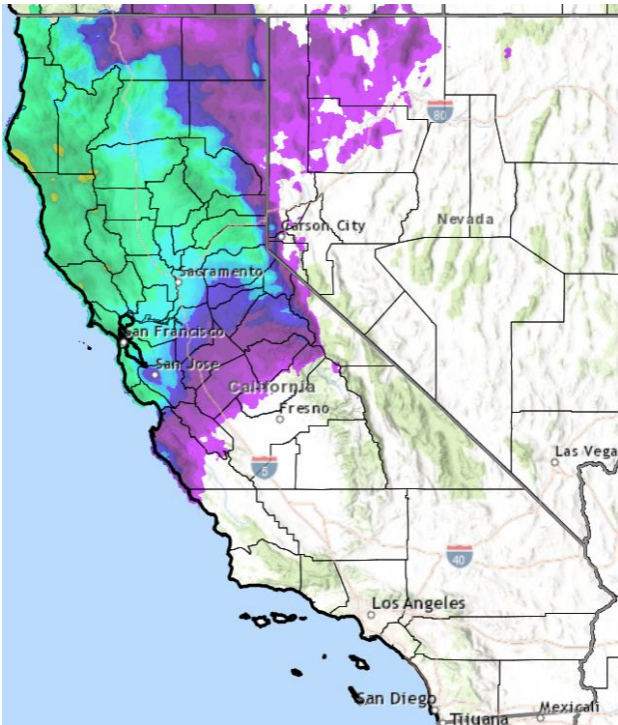 80
Nevada
Carson City
Sacramento
San Francisco
San Jose
California
Fresno
5
Las Vega
40
Los Angeles
San Diego
Tijuana
Mexicali